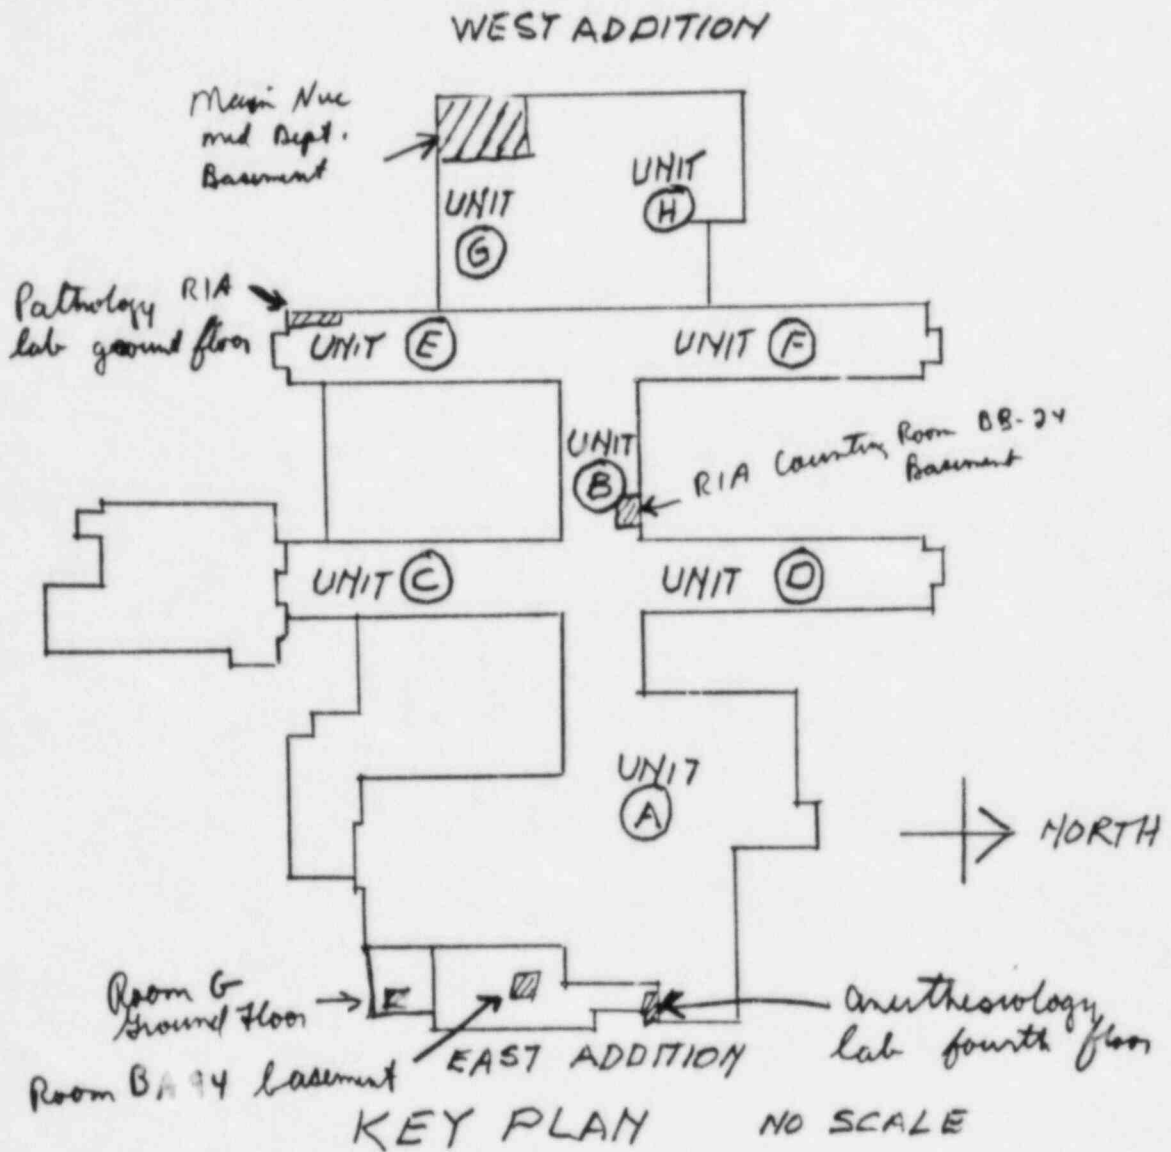 WEST ADDITION
Main Nuc
med Dept.
Basement
UNIT
G
UNIT
H
Pathology RIA
lab ground floor
UNIT E
UNIT F
UNIT
B
RIA Counting Room BB-24
Basement
UNIT C
UNIT D
UNIT
A
NORTH
Room G
Ground Floor
Room BA 94 basement
EAST ADDITION
Anesthesiology
lab fourth floor
KEY PLAN
NO SCALE